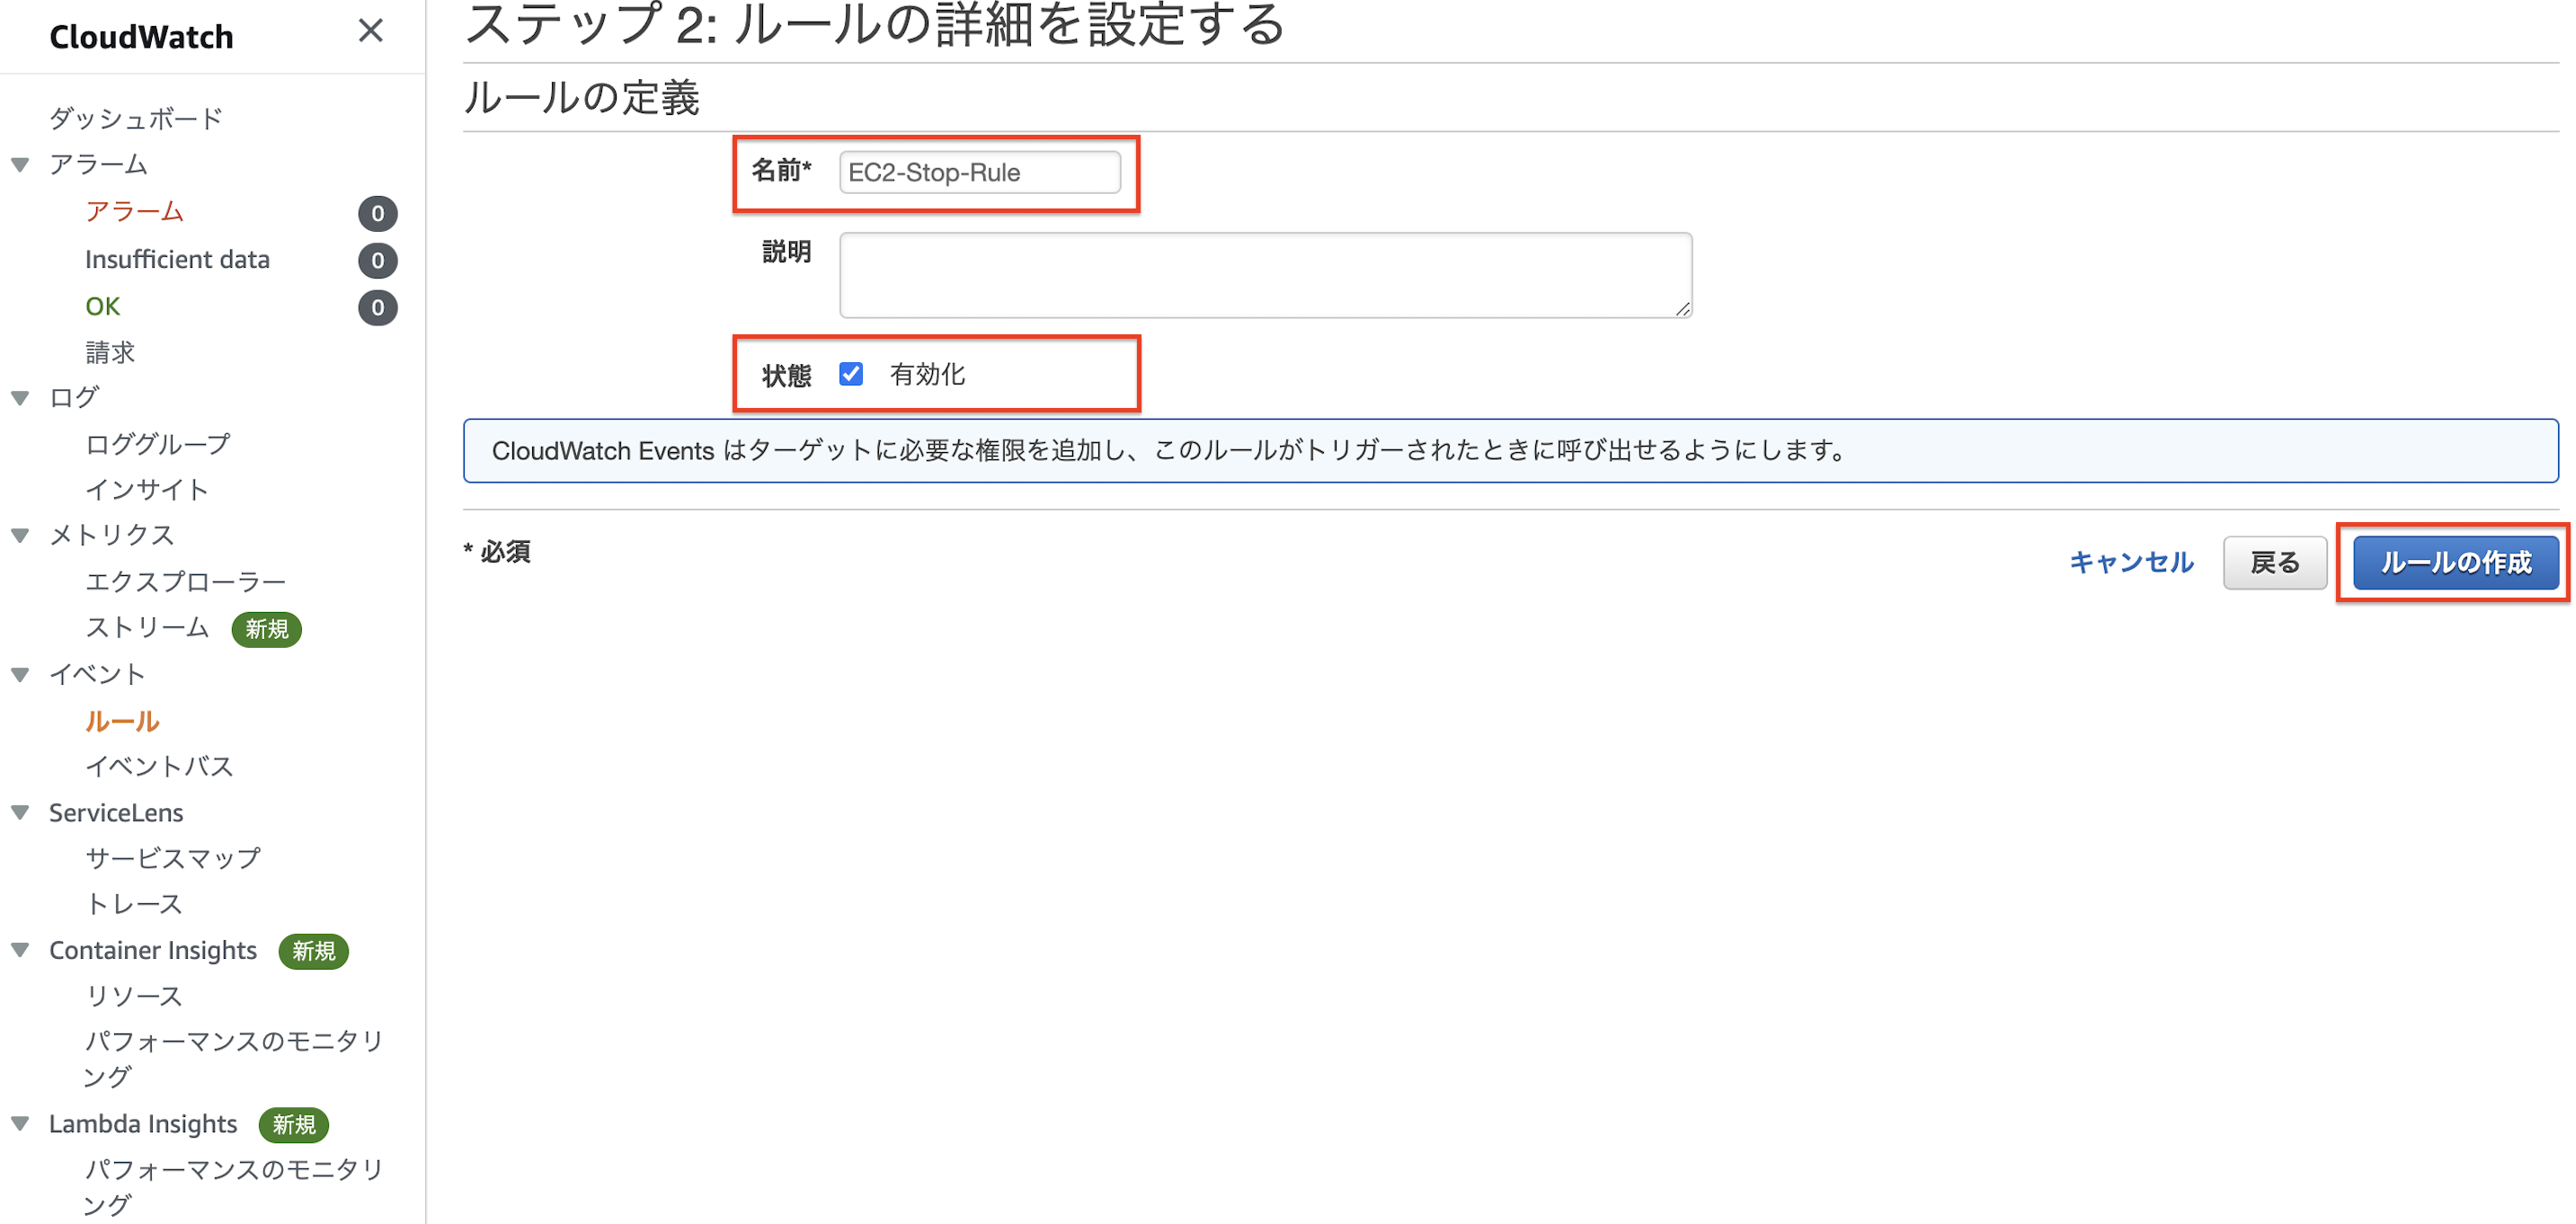 CloudWatch
ダッシュボード
アラーム
アラーム 0
Insufficient data 0
OK 0
請求
ログ
ロググループ
インサイト
メトリクス
エクスプローラー
ストリーム 新規
イベント
ルール
イベントバス
ServiceLens
サービスマップ
トレース
Container Insights 新規
リソース
パフォーマンスのモニタリ
ング
Lambda Insights 新規
パフォーマンスのモニタリ
ング
ステップ 2: ルールの詳細を設定する
ルールの定義
名前* EC2-Stop-Rule
説明
状態 有効化
CloudWatch Events はターゲットに必要な権限を追加し、このルールがトリガーされたときに呼び出せるようにします。
* 必須
キャンセル 戻る ルールの作成